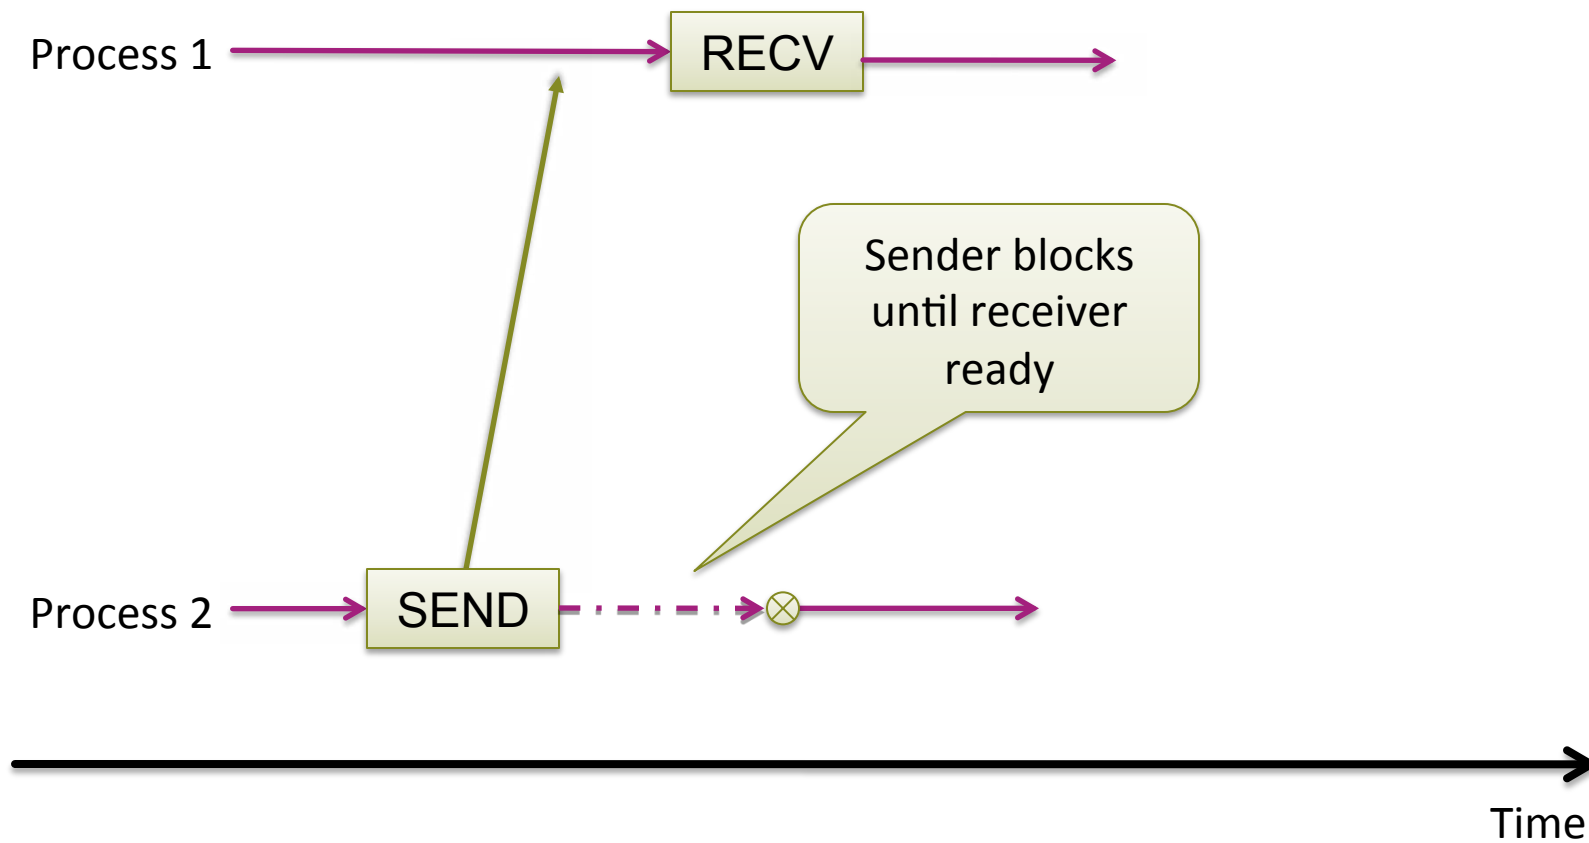 Process 1
RECV
Sender blocks
until receiver
ready
Process 2
SEND
Time